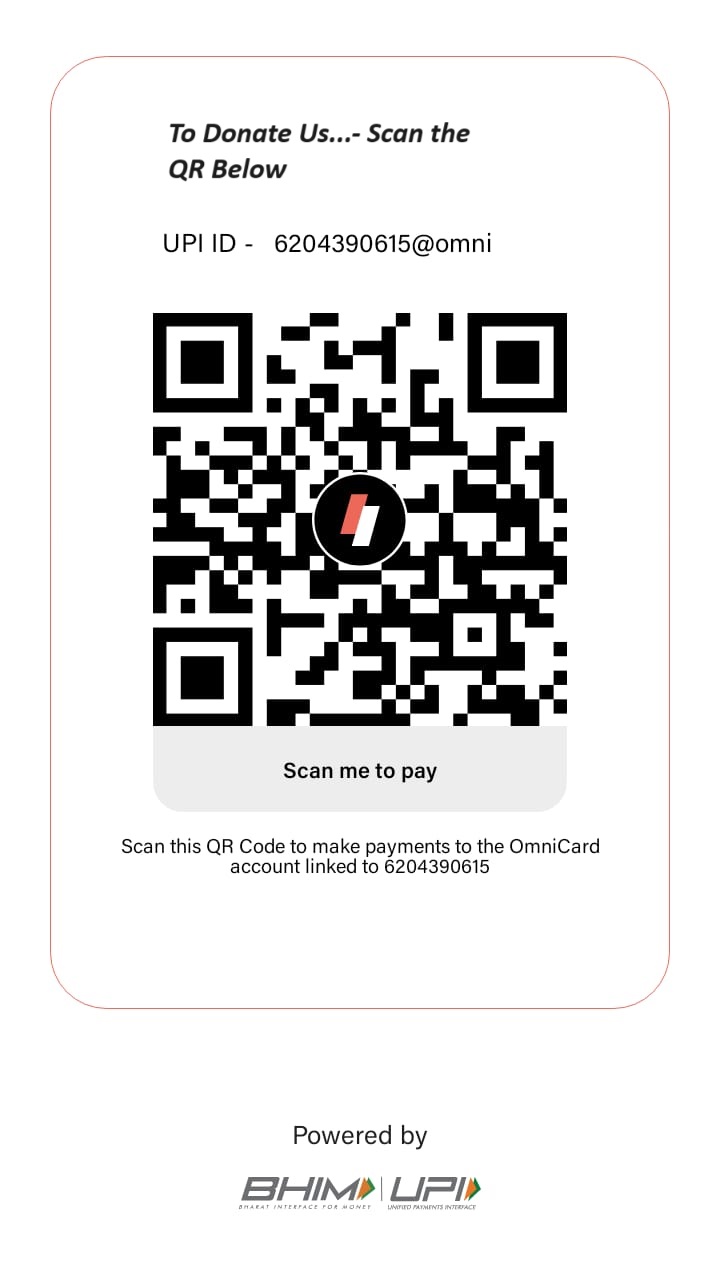 To Donate Us...- Scan the
QR Below
UPI ID - 6204390615@omni
Scan me to pay
Scan this QR Code to make payments to the OmniCard
account linked to 6204390615
Powered by
BHIM UPI
BHARAT INTERFACE FOR MONEY UNIFIED PAYMENTS INTERFACE